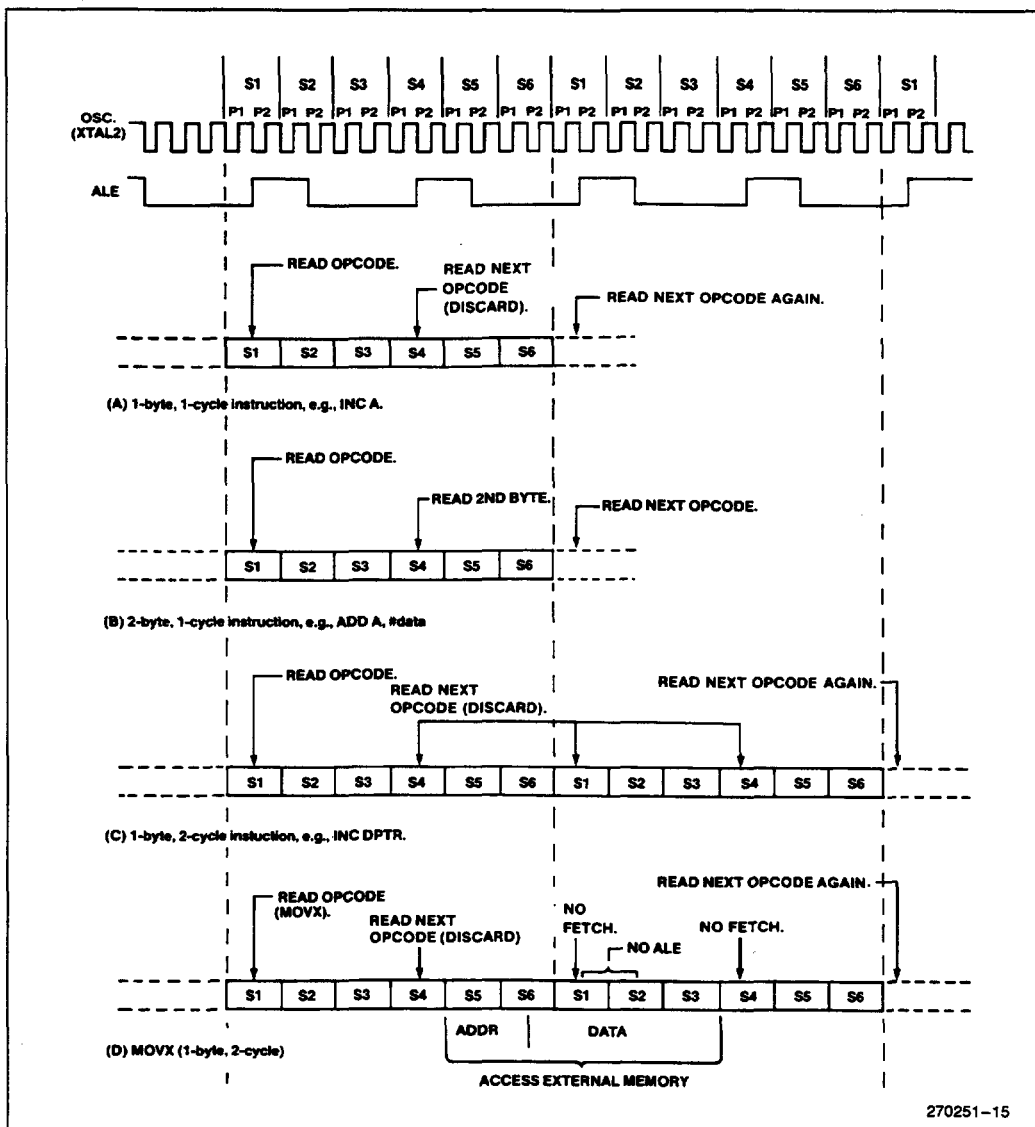 S1 S2 S3 S4 S5 S6 S1 S2 S3 S4 S5 S6 S1
P1 P2 P1 P2 P1 P2 P1 P2 P1 P2 P1 P2 P1 P2 P1 P2 P1 P2 P1 P2 P1 P2 P1 P2 P1 P2
OSC.
(XTAL2)
ALE
READ OPCODE.
READ NEXT
OPCODE
(DISCARD).
READ NEXT OPCODE AGAIN.
S1 S2 S3 S4 S5 S6
(A) 1-byte, 1-cycle instruction, e.g., INC A.
READ OPCODE.
READ 2ND BYTE.
READ NEXT OPCODE.
S1 S2 S3 S4 S5 S6
(B) 2-byte, 1-cycle instruction, e.g., ADD A, #data
READ OPCODE.
READ NEXT
OPCODE (DISCARD).
READ NEXT OPCODE AGAIN.
S1 S2 S3 S4 S5 S6 S1 S2 S3 S4 S5 S6
(C) 1-byte, 2-cycle instuction, e.g., INC DPTR.
READ OPCODE
(MOVX).
READ NEXT
OPCODE (DISCARD)
NO
FETCH.
NO ALE
NO FETCH.
READ NEXT OPCODE AGAIN.
S1 S2 S3 S4 S5 S6 S1 S2 S3 S4 S5 S6
ADDR DATA
(D) MOVX (1-byte, 2-cycle)
ACCESS EXTERNAL MEMORY
270251–15